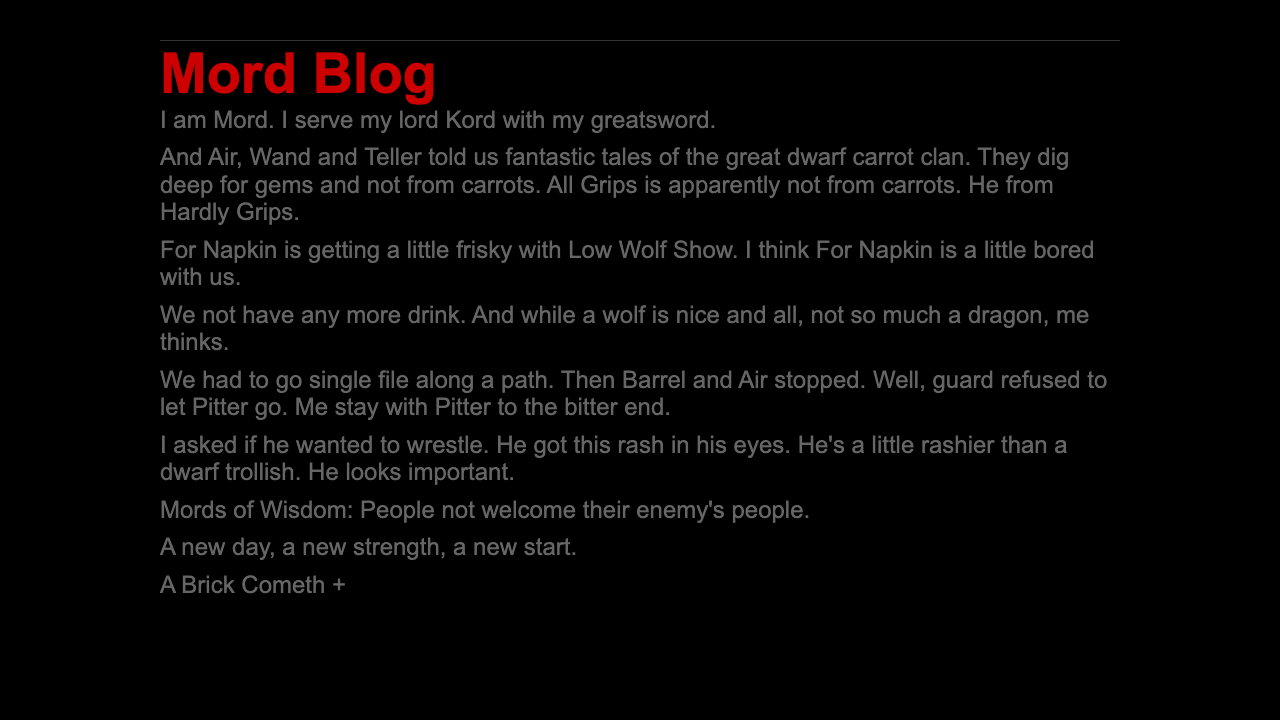 Mord Blog
I am Mord. I serve my lord Kord with my greatsword.
And Air, Wand and Teller told us fantastic tales of the great dwarf carrot clan. They dig
deep for gems and not from carrots. All Grips is apparently not from carrots. He from
Hardly Grips.
For Napkin is getting a little frisky with Low Wolf Show. I think For Napkin is a little bored
with us.
We not have any more drink. And while a wolf is nice and all, not so much a dragon, me
thinks.
We had to go single file along a path. Then Barrel and Air stopped. Well, guard refused to
let Pitter go. Me stay with Pitter to the bitter end.
I asked if he wanted to wrestle. He got this rash in his eyes. He's a little rashier than a
dwarf trollish. He looks important.
Mords of Wisdom: People not welcome their enemy's people.
A new day, a new strength, a new start.
A Brick Cometh +